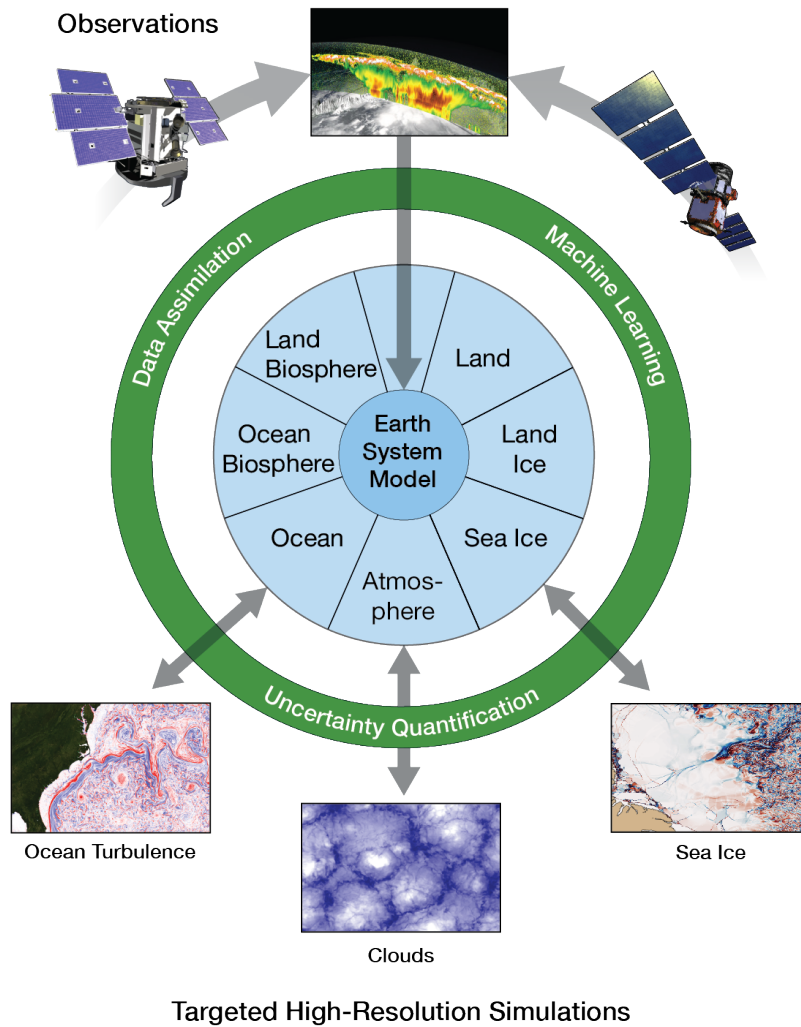 Observations
Data Assimilation
Machine Learning
Land
Biosphere
Land
Ocean
Biosphere
Earth
System
Model
Land
Ice
Ocean
Sea Ice
Atmos-
phere
Uncertainty Quantification
Ocean Turbulence
Sea Ice
Clouds
Targeted High-Resolution Simulations